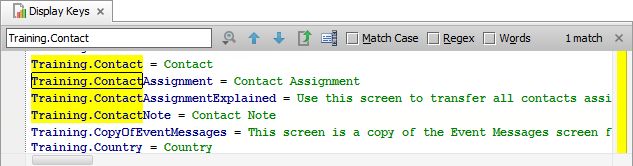 Display Keys
Training.Contact
Match Case
Regex
Words
1 match
Training.Contact = Contact
Training.ContactAssignment = Contact Assignment
Training.ContactAssignmentExplained = Use this screen to transfer all contacts assi
Training.ContactNote = Contact Note
Training.CopyOfEventMessages = This screen is a copy of the Event Messages screen f
Training.Country = Country